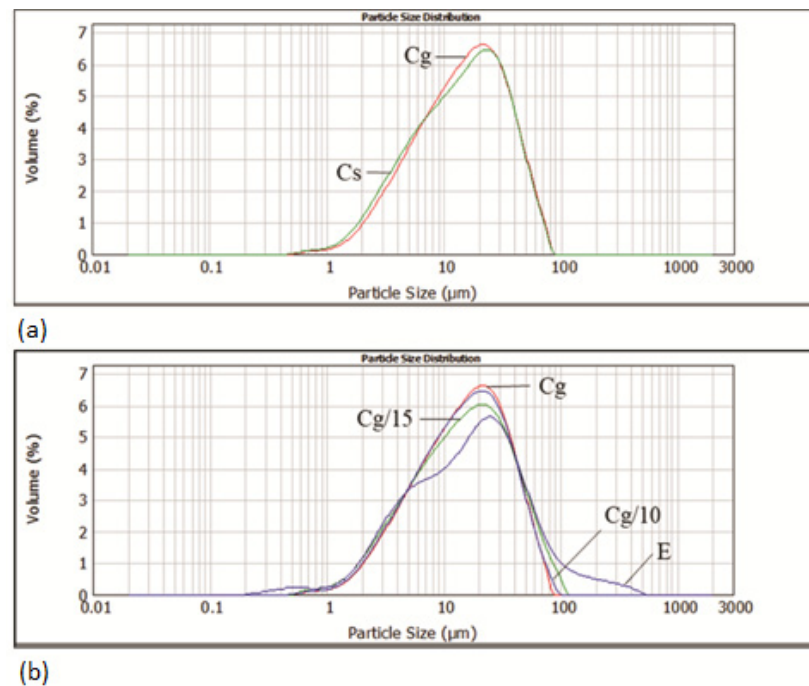 Particle Size Distribution
7
6
5
4
3
2
1
0
Volume (%)
Cg
Cs
0.01 0.1 1 10 100 1000 3000
Particle Size (µm)
(a)
Particle Size Distribution
7
6
5
4
3
2
1
0
Volume (%)
Cg
Cg/15
Cg/10
E
0.01 0.1 1 10 100 1000 3000
Particle Size (µm)
(b)